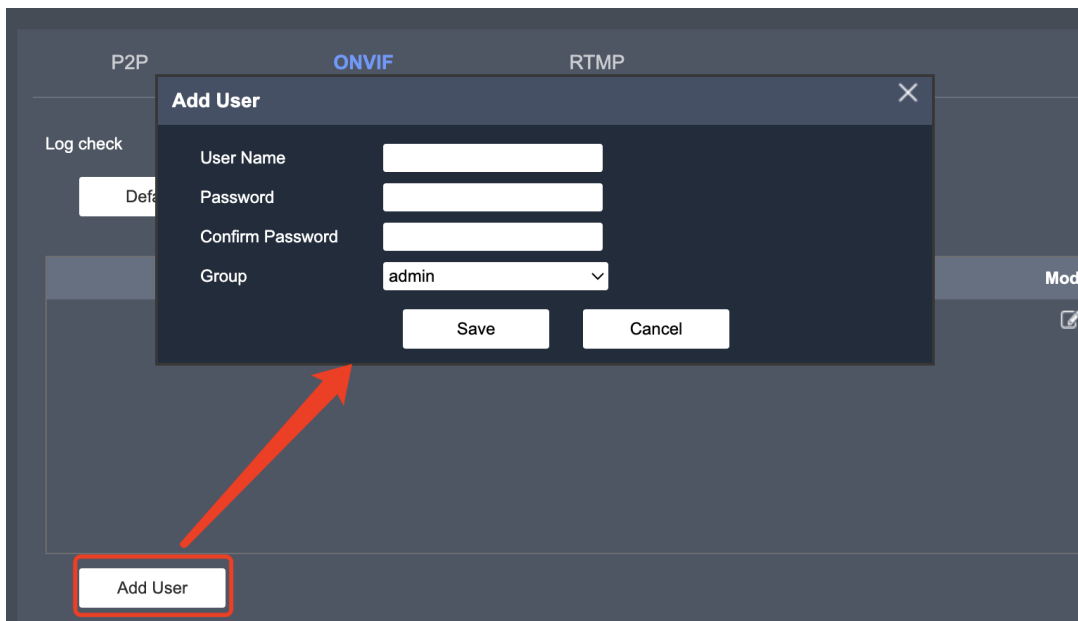 P2P ONVIF RTMP
Add User
Log check
User Name
Password
Confirm Password
Group admin
Save Cancel
Add User